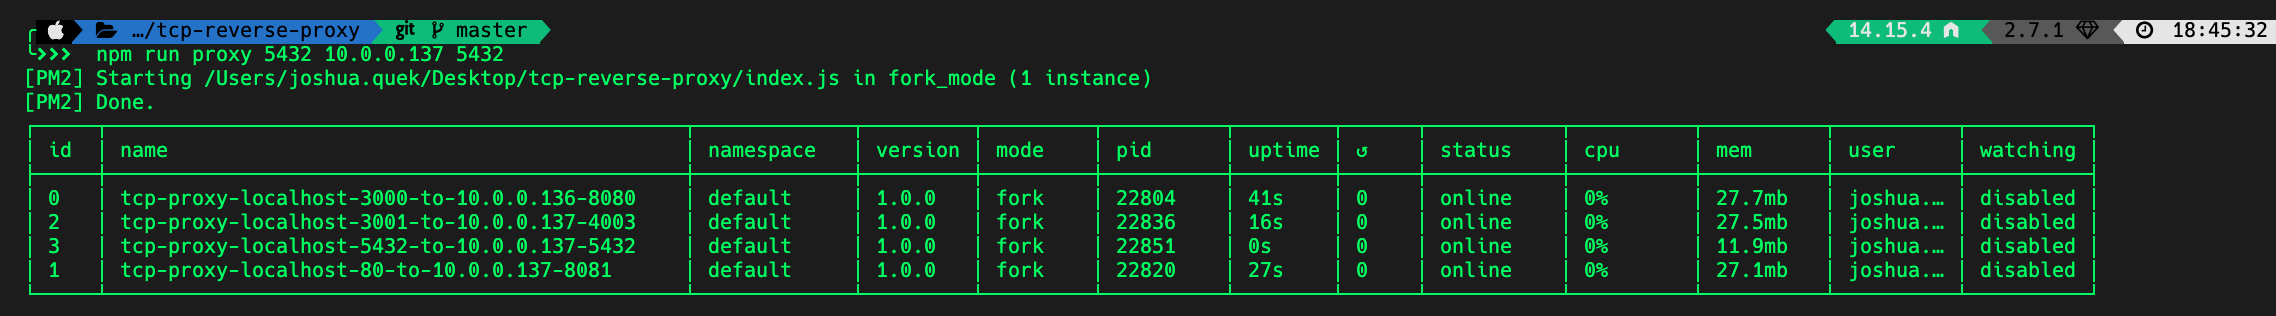 …/tcp-reverse-proxy git master 14.15.4 2.7.1 18:45:32
>>> npm run proxy 5432 10.0.0.137 5432
[PM2] Starting /Users/joshua.quek/Desktop/tcp-reverse-proxy/index.js in fork_mode (1 instance)
[PM2] Done.
id name namespace version mode pid uptime ↺ status cpu mem user watching
0 tcp-proxy-localhost-3000-to-10.0.0.136-8080 default 1.0.0 fork 22804 41s 0 online 0% 27.7mb joshua.… disabled
2 tcp-proxy-localhost-3001-to-10.0.0.137-4003 default 1.0.0 fork 22836 16s 0 online 0% 27.5mb joshua.… disabled
3 tcp-proxy-localhost-5432-to-10.0.0.137-5432 default 1.0.0 fork 22851 0s 0 online 0% 11.9mb joshua.… disabled
1 tcp-proxy-localhost-80-to-10.0.0.137-8081 default 1.0.0 fork 22820 27s 0 online 0% 27.1mb joshua.… disabled